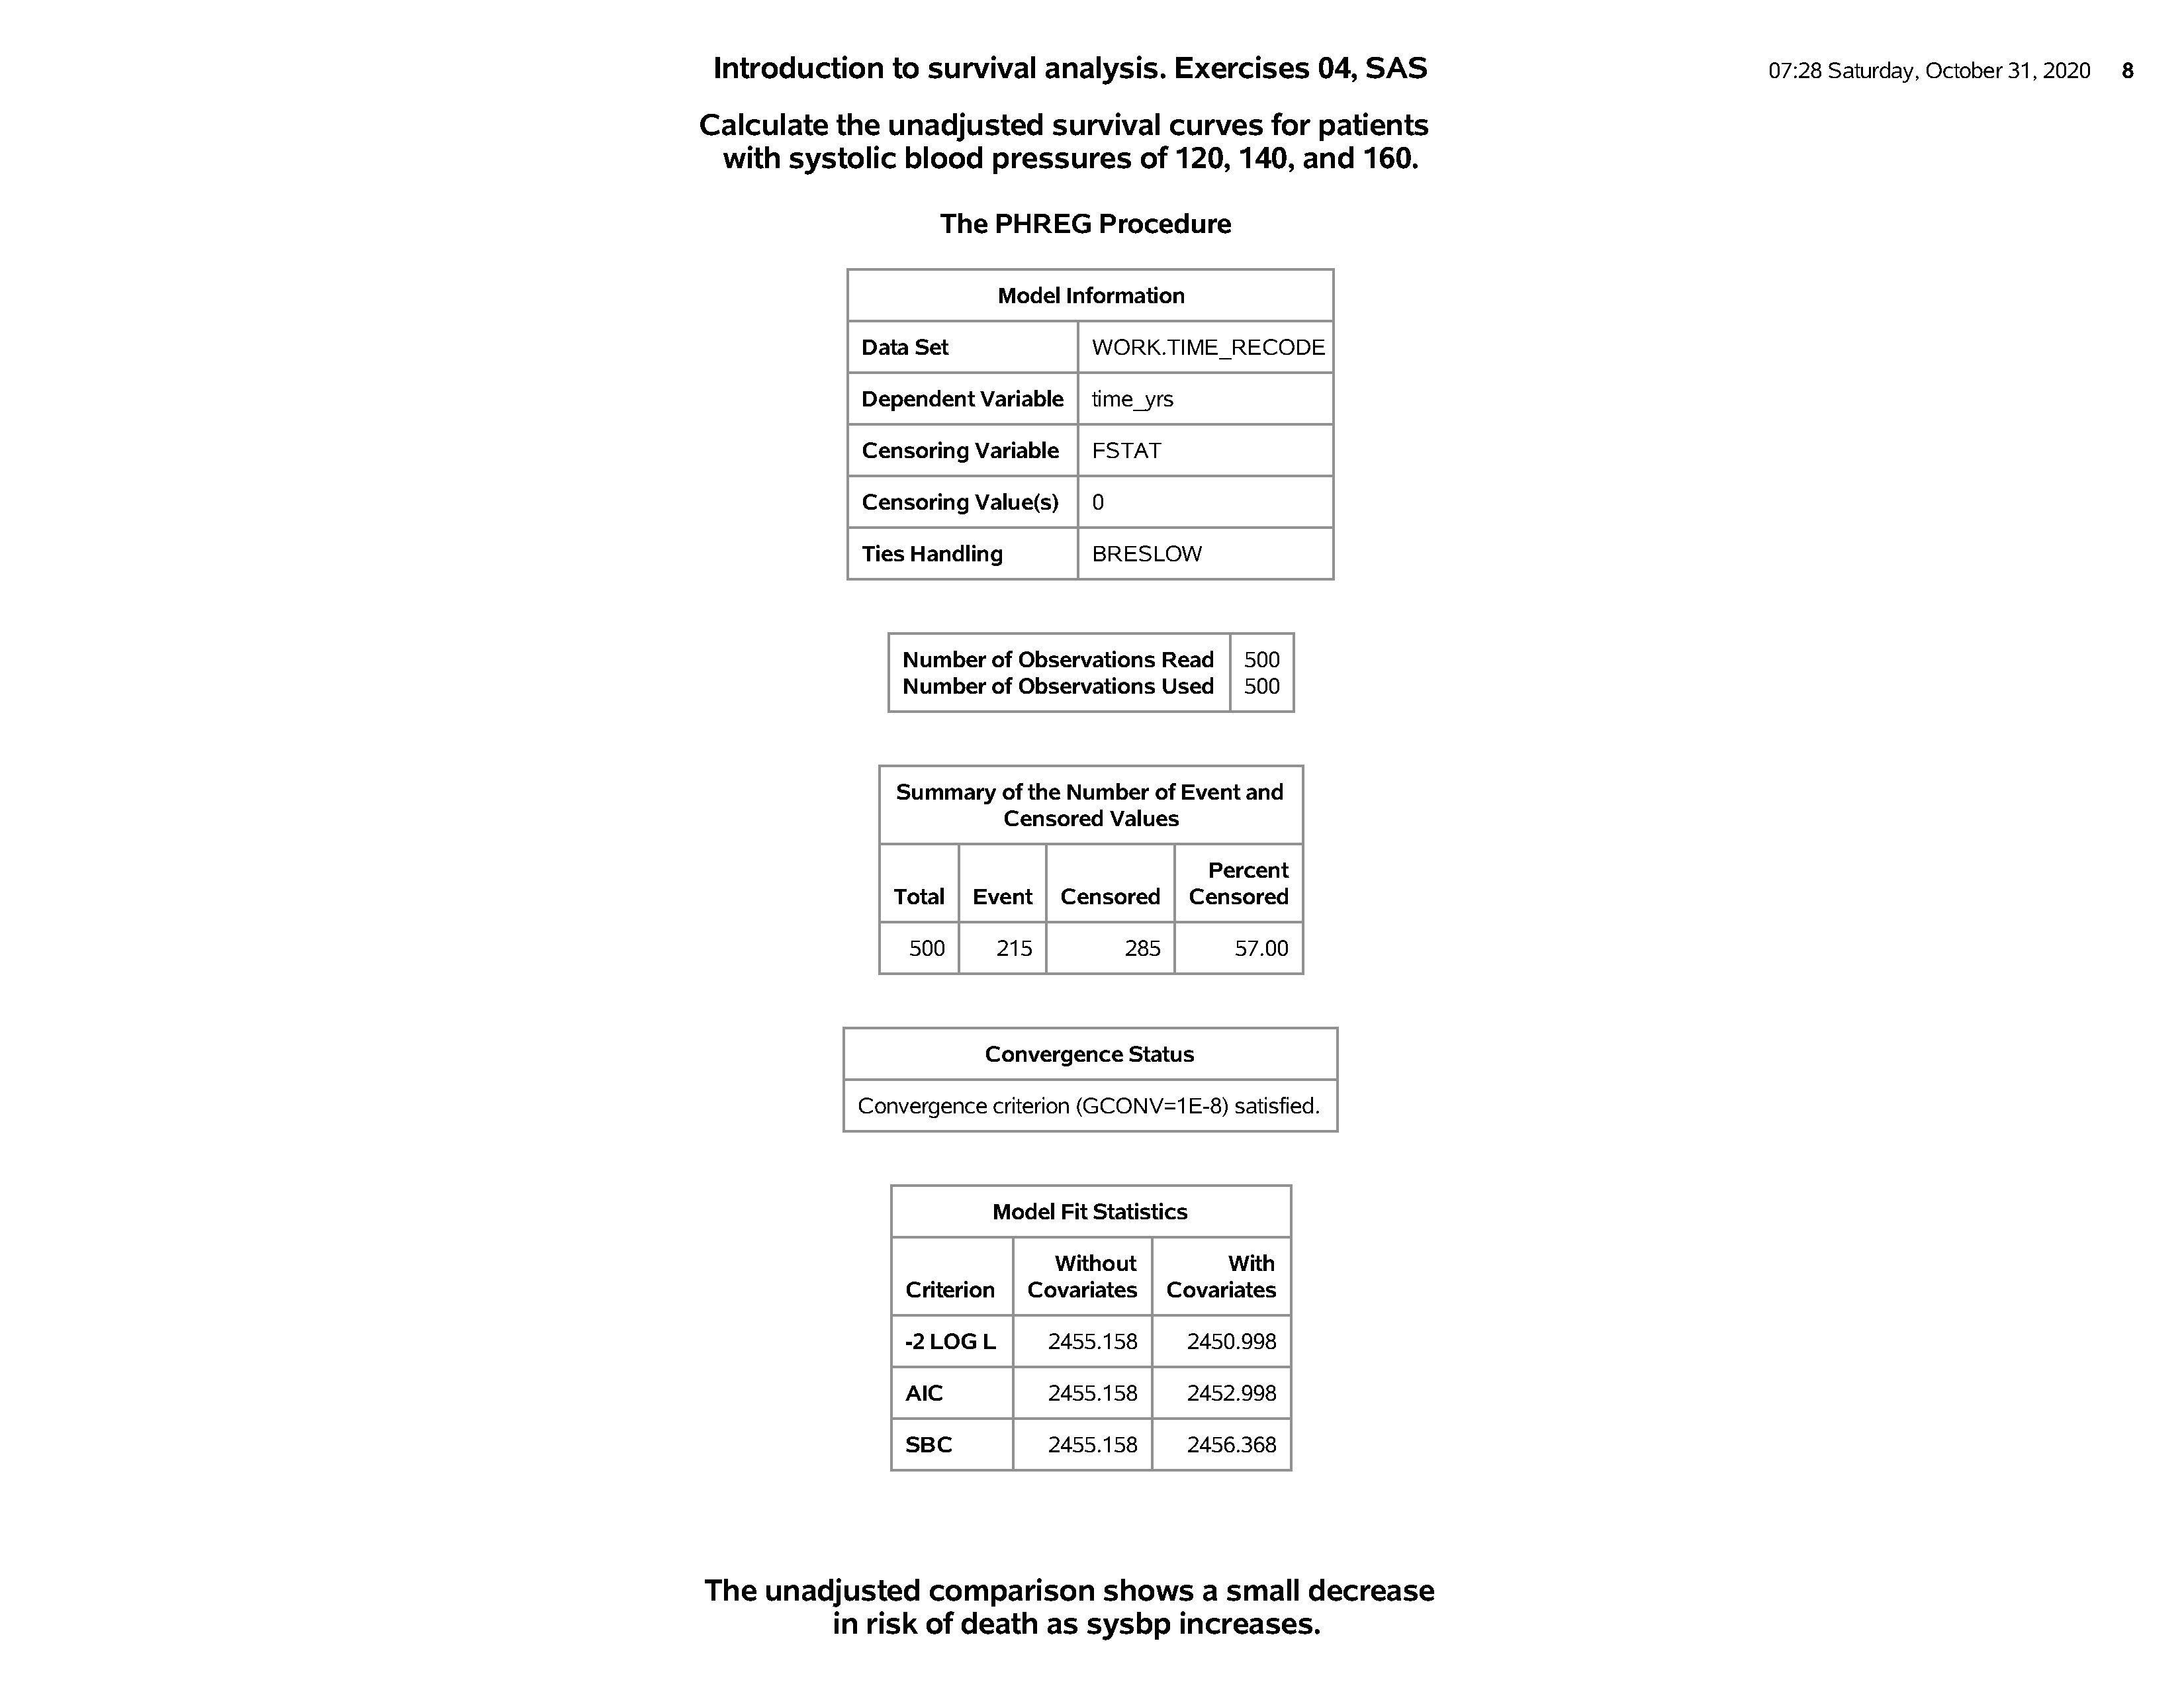 Introduction to survival analysis. Exercises 04, SAS
07:28 Saturday, October 31, 2020 8
Calculate the unadjusted survival curves for patients
with systolic blood pressures of 120, 140, and 160.
The PHREG Procedure
Model Information
Data Set WORK.TIME_RECODE
Dependent Variable time_yrs
Censoring Variable FSTAT
Censoring Value(s) 0
Ties Handling BRESLOW
Number of Observations Read 500
Number of Observations Used 500
Summary of the Number of Event and
Censored Values
Percent
Total Event Censored Censored
500 215 285 57.00
Convergence Status
Convergence criterion (GCONV=1E-8) satisfied.
Model Fit Statistics
Without With
Criterion Covariates Covariates
-2 LOG L 2455.158 2450.998
AIC 2455.158 2452.998
SBC 2455.158 2456.368
The unadjusted comparison shows a small decrease
in risk of death as sysbp increases.